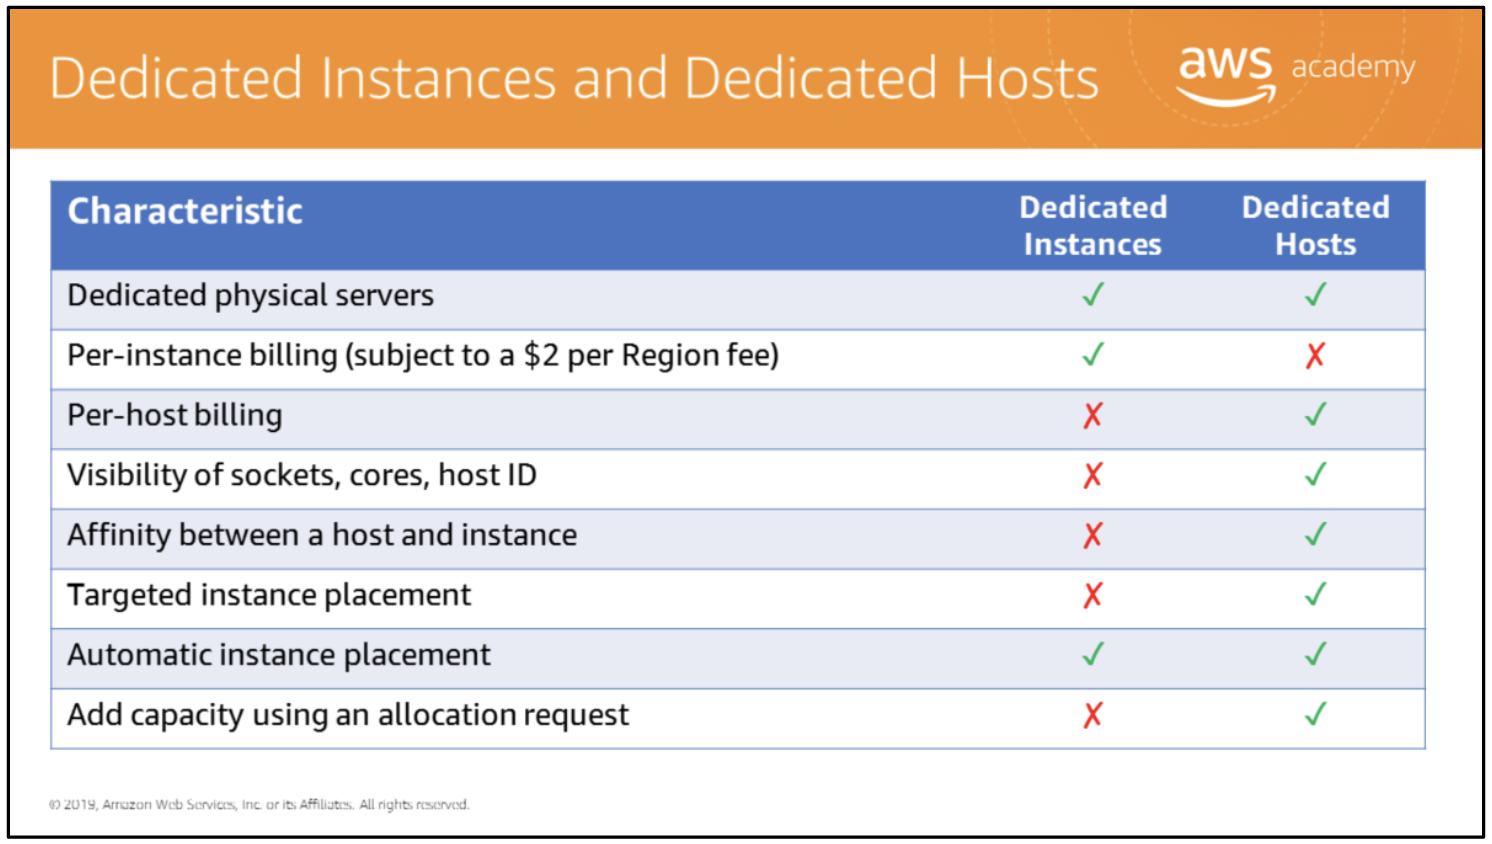 Dedicated Instances and Dedicated Hosts
aws academy
Characteristic Dedicated Instances Dedicated Hosts
Dedicated physical servers ✓ ✓
Per-instance billing (subject to a $2 per Region fee) ✓ ✗
Per-host billing ✗ ✓
Visibility of sockets, cores, host ID ✗ ✓
Affinity between a host and instance ✗ ✓
Targeted instance placement ✗ ✓
Automatic instance placement ✓ ✓
Add capacity using an allocation request ✗ ✓
© 2019, Amazon Web Services, Inc. or its Affiliates. All rights reserved.